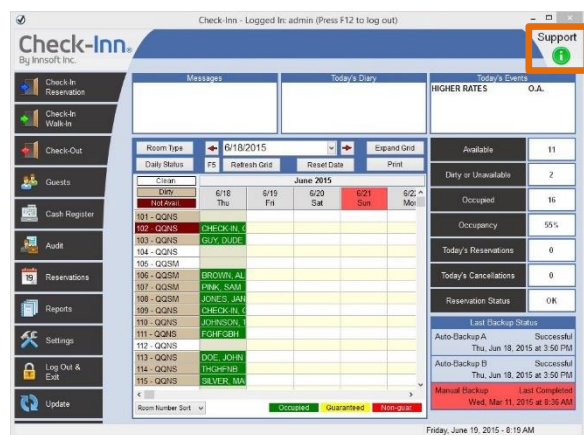 Check-Inn - Logged In: admin (Press F12 to log out)
Check-Inn®
By Innsoft Inc.
Support
Check-In
Reservation
Check-In
Walk-In
Check-Out
Guests
Cash Register
Audit
19
Reservations
Reports
Settings
Log Out &
Exit
Update
Messages
Today's Diary
Today's Events
HIGHER RATES O.A.
Room Type 6/18/2015 Expand Grid
Daily Status F5 Refresh Grid Reset Date Print
Clean June 2015
Dirty 6/18 6/19 6/20 6/21 6/22
Not Avail Thu Fri Sat Sun Mon
101 - QQNS
102 - QQNS CHECK-IN, C
103 - QQNS GUY, DUDE
104 - QQNS
105 - QQSM
106 - QQSM BROWN, AL
107 - QQSM PINK, SAM
108 - QQSM JONES, JAN
109 - QQNS CHECK-IN, C
110 - QQNS JOHNSON, T
111 - QQNS FGHFGBH
112 - QQNS
113 - QQNS DOE, JOHN
114 - QQNS THGHFNB
115 - QQNS SILVER, MA
Room Number Sort Occupied Guaranteed Non-guar.
Available 11
Dirty or Unavailable 2
Occupied 16
Occupancy 55%
Today's Reservations 0
Today's Cancellations 0
Reservation Status OK
Last Backup Status
Auto-Backup A Successful
Thu, Jun 18, 2015 at 3:50 PM
Auto-Backup B Successful
Thu, Jun 18, 2015 at 3:50 PM
Manual Backup Last Completed
Wed, Mar 11, 2015 at 8:36 AM
Friday, June 19, 2015 - 8:19 AM